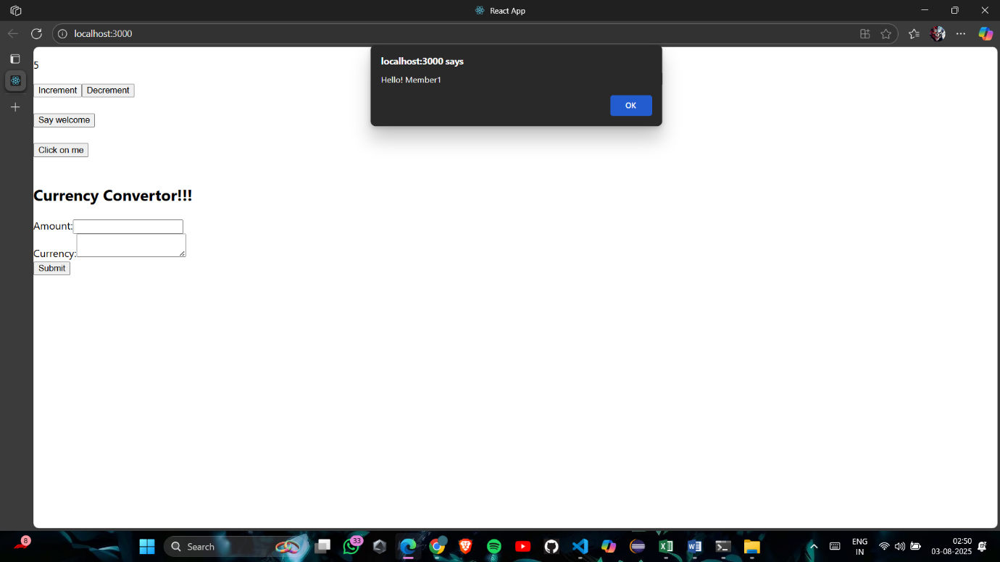 React App
localhost:3000
localhost:3000 says
Hello! Member1
OK
5
Increment Decrement
Say welcome
Click on me
Currency Convertor!!!
Amount:
Currency:
Submit
8
Search
33
ENG
IN
02:50
03-08-2025